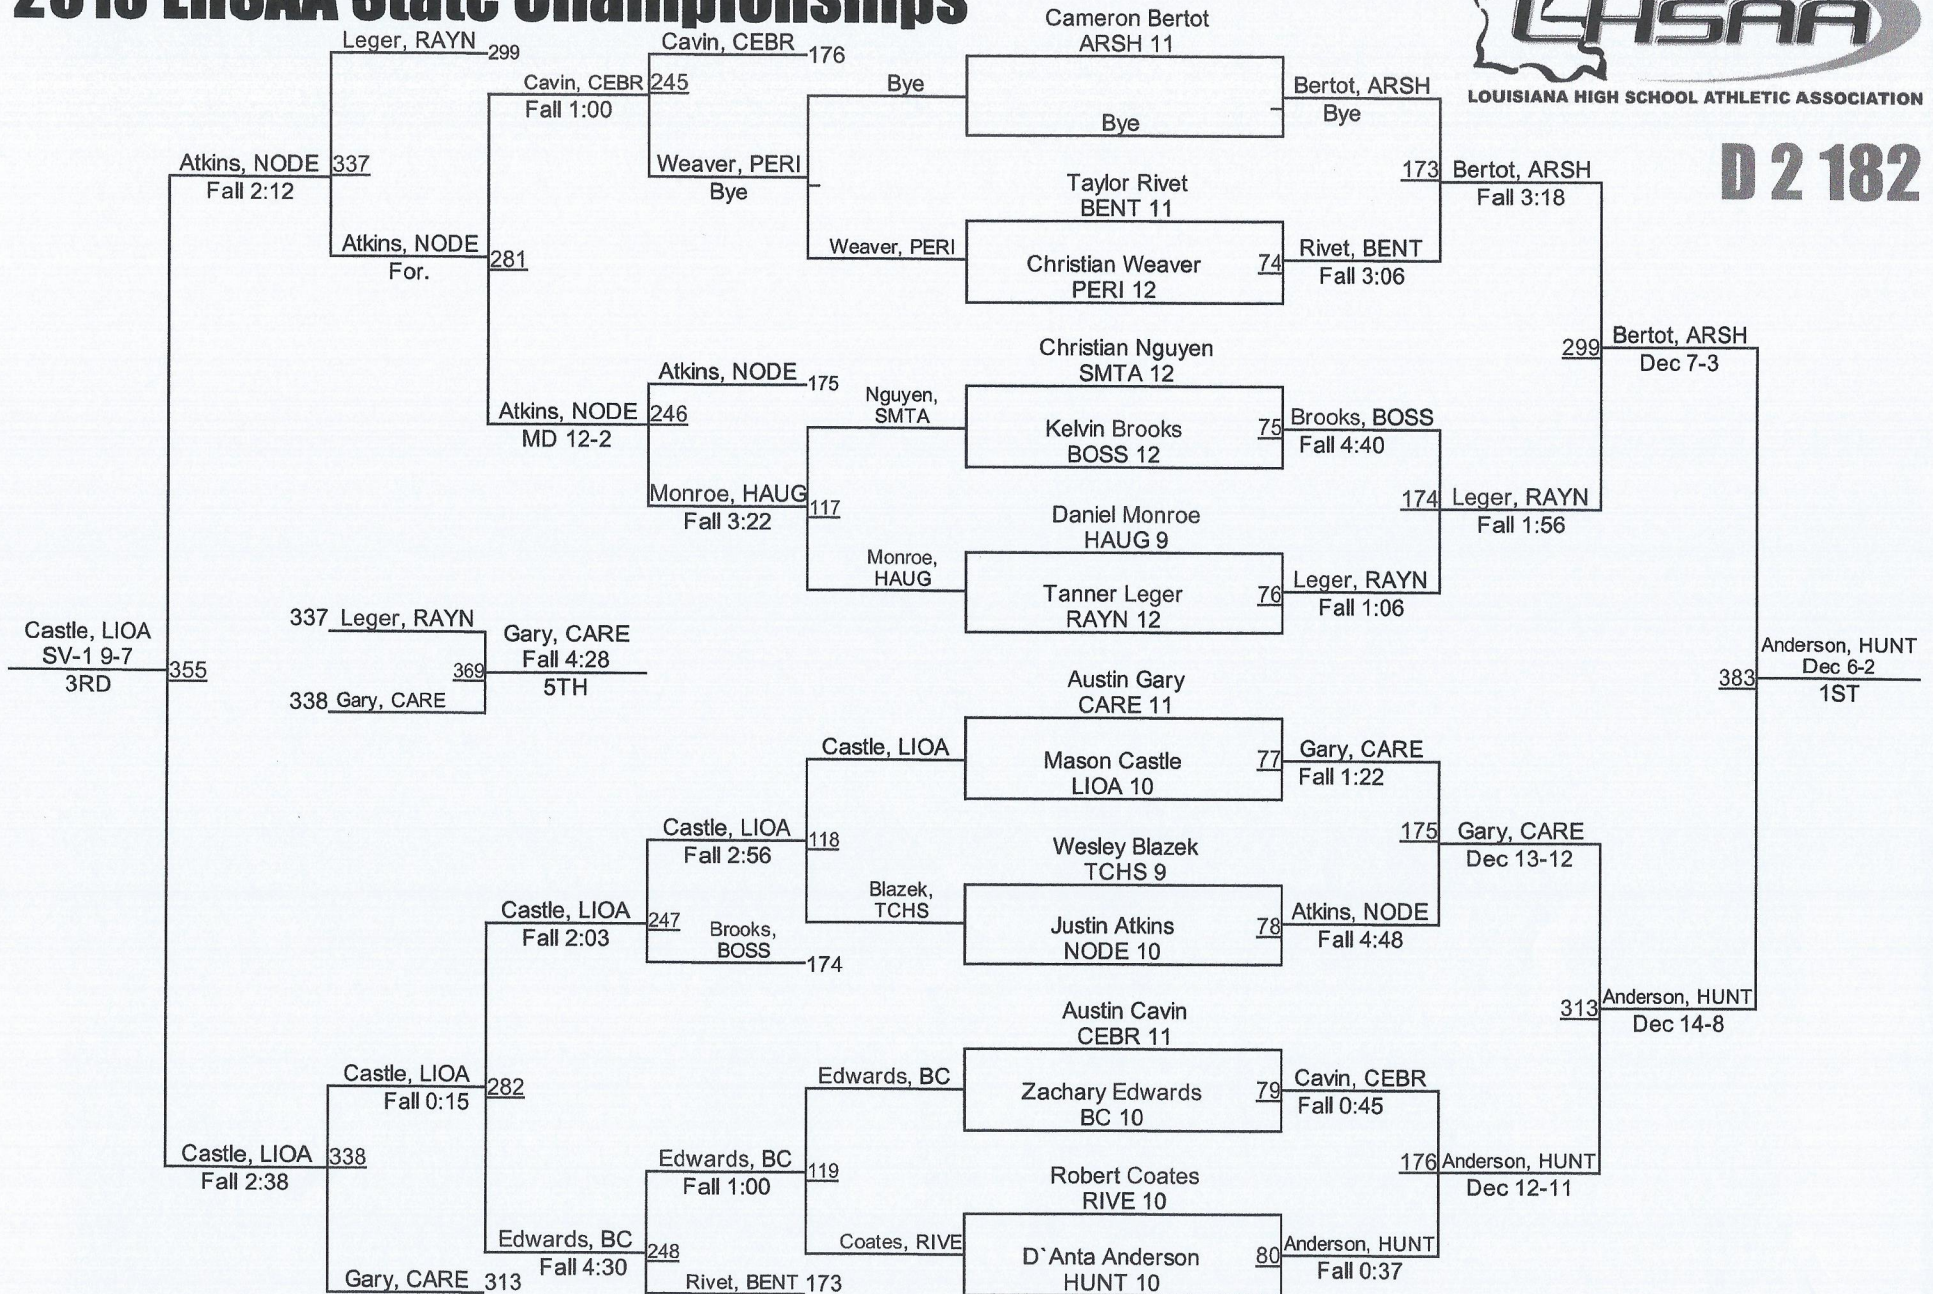 2015 LHSAA State Championships
LHSAA
LOUISIANA HIGH SCHOOL ATHLETIC ASSOCIATION
D 2 182
Leger, RAYN
299
Atkins, NODE
337
Fall 2:12
Atkins, NODE
For.
281
Cavin, CEBR
245
Fall 1:00
Cavin, CEBR
176
Weaver, PERI
Bye
Bye
Weaver, PERI
Atkins, NODE
246
MD 12-2
Atkins, NODE
175
Monroe, HAUG
117
Fall 3:22
Nguyen,
SMTA
Monroe,
HAUG
Castle, LIOA
SV-1 9-7
3RD
355
337 Leger, RAYN
338 Gary, CARE
369
Gary, CARE
Fall 4:28
5TH
Castle, LIOA
118
Fall 2:56
Castle, LIOA
Blazek,
TCHS
Castle, LIOA
247
Fall 2:03
Brooks,
BOSS
174
Castle, LIOA
282
Fall 0:15
Castle, LIOA
338
Fall 2:38
Gary, CARE 313
Edwards, BC
248
Fall 4:30
Edwards, BC
119
Fall 1:00
Rivet, BENT 173
Edwards, BC
Coates, RIVE
Cameron Bertot
ARSH 11
Bye
Taylor Rivet
BENT 11
Christian Weaver
PERI 12
74
Christian Nguyen
SMTA 12
Kelvin Brooks
BOSS 12
75
Daniel Monroe
HAUG 9
Tanner Leger
RAYN 12
76
Austin Gary
CARE 11
Mason Castle
LIOA 10
77
Wesley Blazek
TCHS 9
Justin Atkins
NODE 10
78
Austin Cavin
CEBR 11
Zachary Edwards
BC 10
79
Robert Coates
RIVE 10
D`Anta Anderson
HUNT 10
80
Bertot, ARSH
Bye
Rivet, BENT
Fall 3:06
Brooks, BOSS
Fall 4:40
Leger, RAYN
Fall 1:06
Gary, CARE
Fall 1:22
Atkins, NODE
Fall 4:48
Cavin, CEBR
Fall 0:45
Anderson, HUNT
Fall 0:37
173 Bertot, ARSH
Fall 3:18
174 Leger, RAYN
Fall 1:56
175 Gary, CARE
Dec 13-12
176 Anderson, HUNT
Dec 12-11
299
Bertot, ARSH
Dec 7-3
313
Anderson, HUNT
Dec 14-8
383
Anderson, HUNT
Dec 6-2
1ST